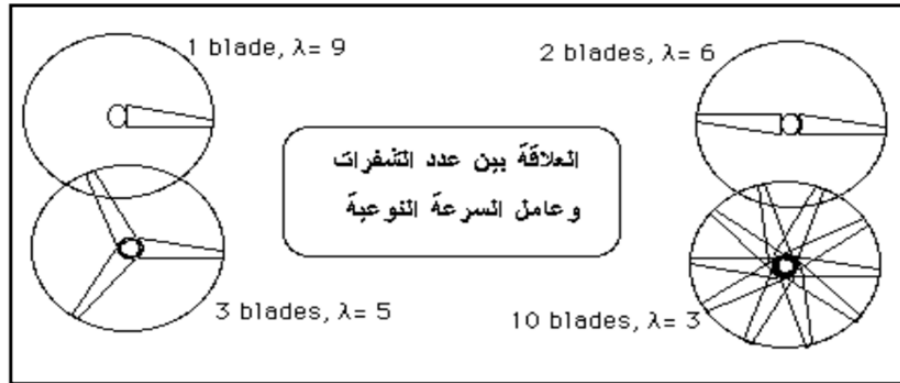 1 blade, λ= 9
2 blades, λ= 6
العلاقة بين عدد الشفرات
وعامل السرعة النوعية
3 blades, λ= 5
10 blades, λ= 3